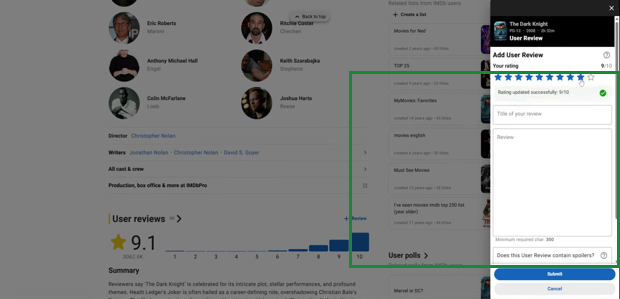 Related lists from IMDb users
Back to top
Create a list
Eric Roberts
Maroni
Ritchie Coster
Chechen
Anthony Michael Hall
Engel
Keith Szarabajka
Stephens
Colin McFarlane
Loeb
Joshua Harto
Reese
Director Christopher Nolan
Writers Jonathan Nolan · Christopher Nolan · David S. Goyer
All cast & crew
Production, box office & more at IMDbPro
User reviews
+ Review
9.1
1 2 3 4 5 6 7 8 9 10
Summary
Reviewers say 'The Dark Knight' is celebrated for its intricate plot, stellar performances, and profound
themes. Heath Ledger's Joker is often hailed as a career-defining role, overshadowing Christian Bale's
Movies for Ned
TOP 25
MyMovies: Favorites
movies english
Must See Movies
I've seen movies imdb top 250 list
(year older)
User polls
Marvel or DC?
The Dark Knight
PG-13 · 2008 · 2h 32m
User Review
Add User Review
Your rating
9/10
Rating updated successfully: 9/10
Title of your review
Review
Minimum required char: 300
Does this User Review contain spoilers?
Submit
Cancel